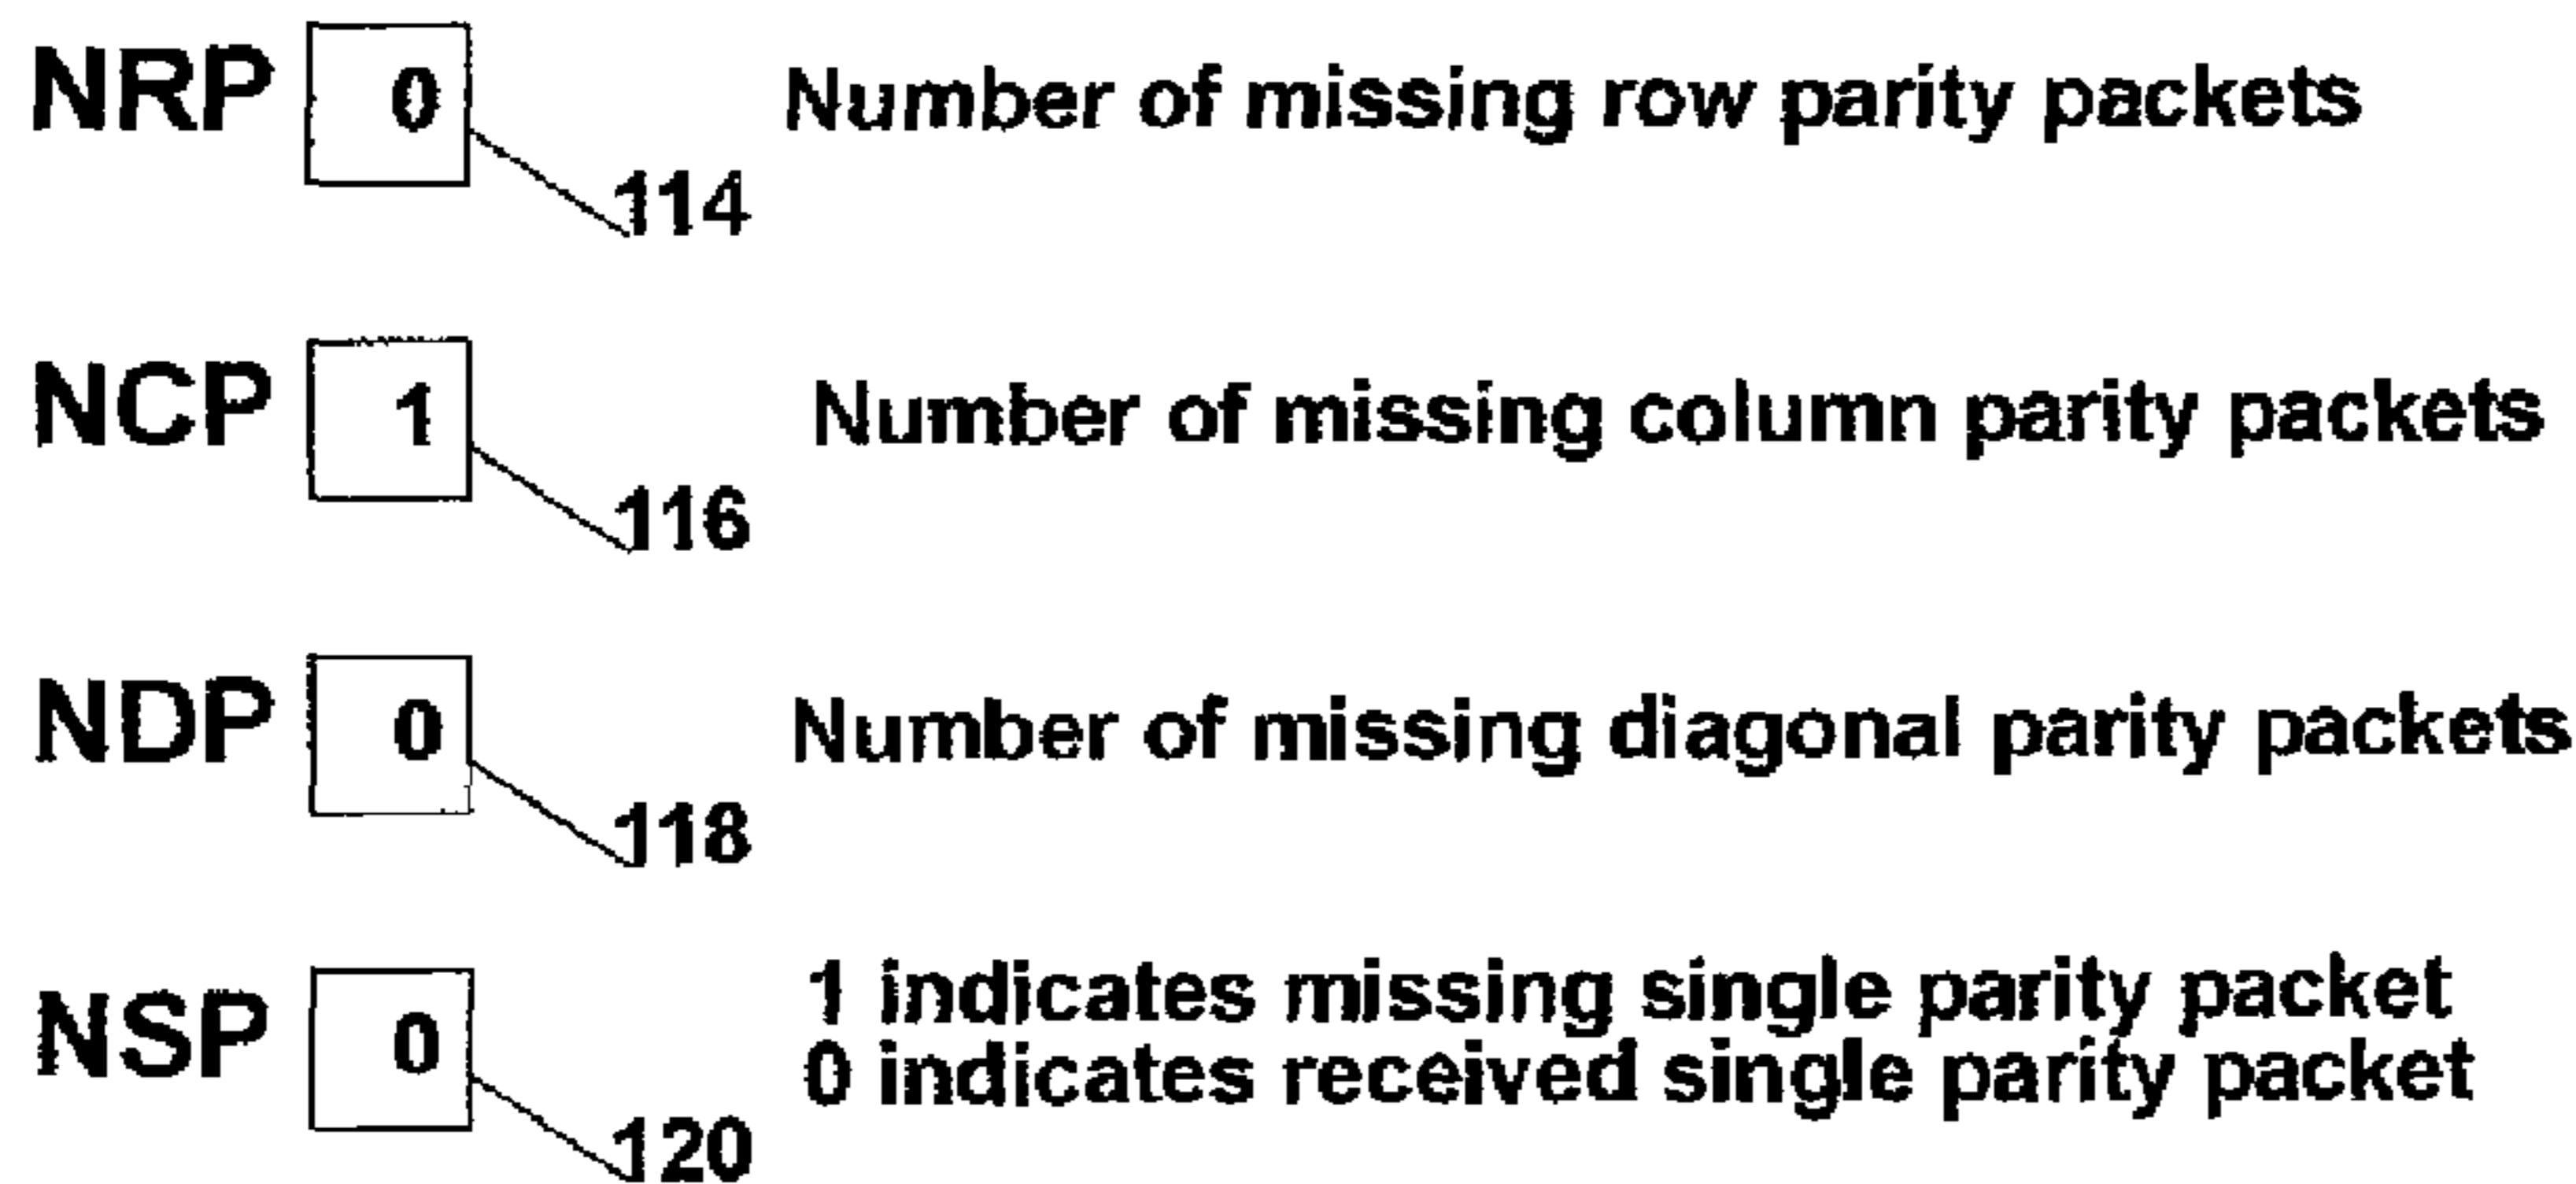 NRP 0 Number of missing row parity packets
114
NCP 1 Number of missing column parity packets
116
NDP 0 Number of missing diagonal parity packets
118
NSP 0 1 indicates missing single parity packet
0 indicates received single parity packet
120